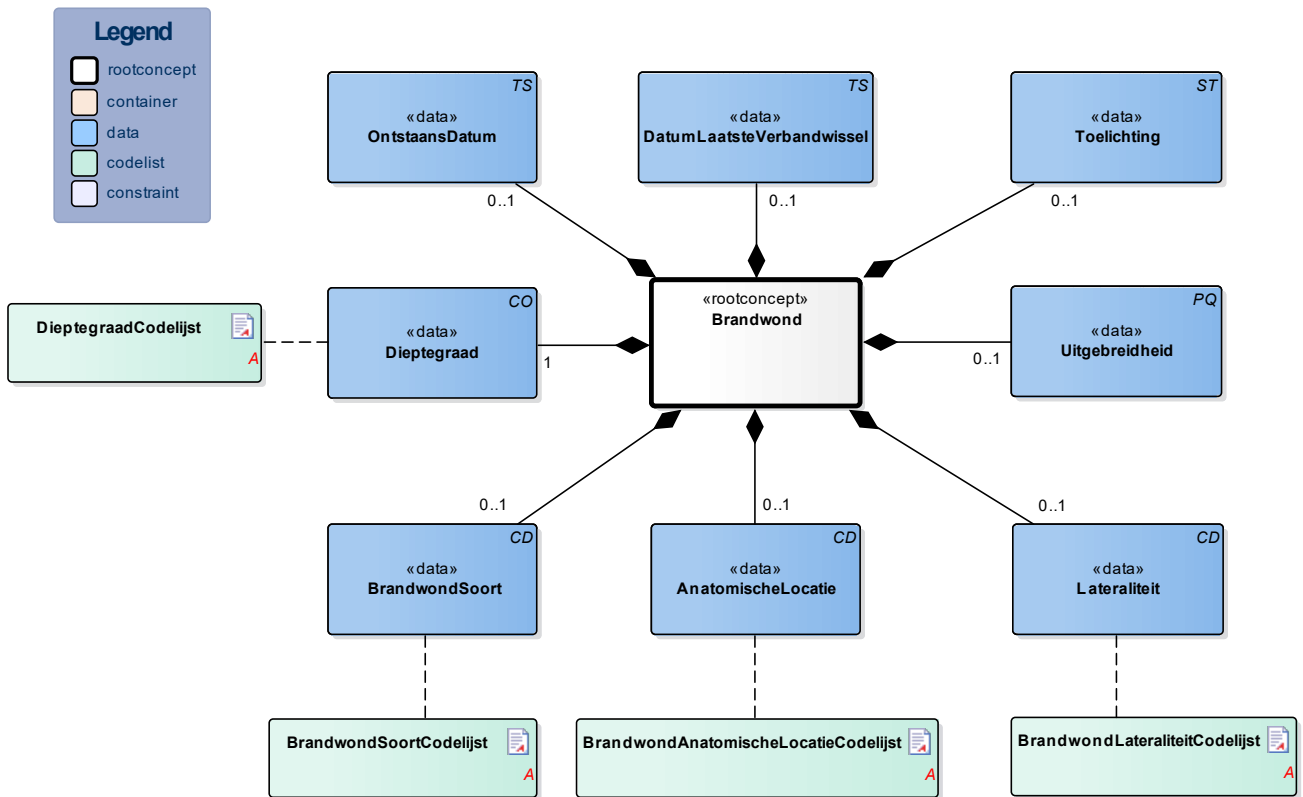 Legend
rootconcept
container
data
codelist
constraint
TS
«data»
OntstaansDatum
TS
«data»
DatumLaatsteVerbandwissel
ST
«data»
Toelichting
0..1
0..1
0..1
DieptegraadCodelijst
A
CO
«data»
Dieptegraad
1
«rootconcept»
Brandwond
PQ
«data»
Uitgebreidheid
0..1
0..1
0..1
0..1
CD
«data»
BrandwondSoort
CD
«data»
AnatomischeLocatie
CD
«data»
Lateraliteit
BrandwondSoortCodelijst
A
BrandwondAnatomischeLocatieCodelijst
A
BrandwondLateraliteitCodelijst
A